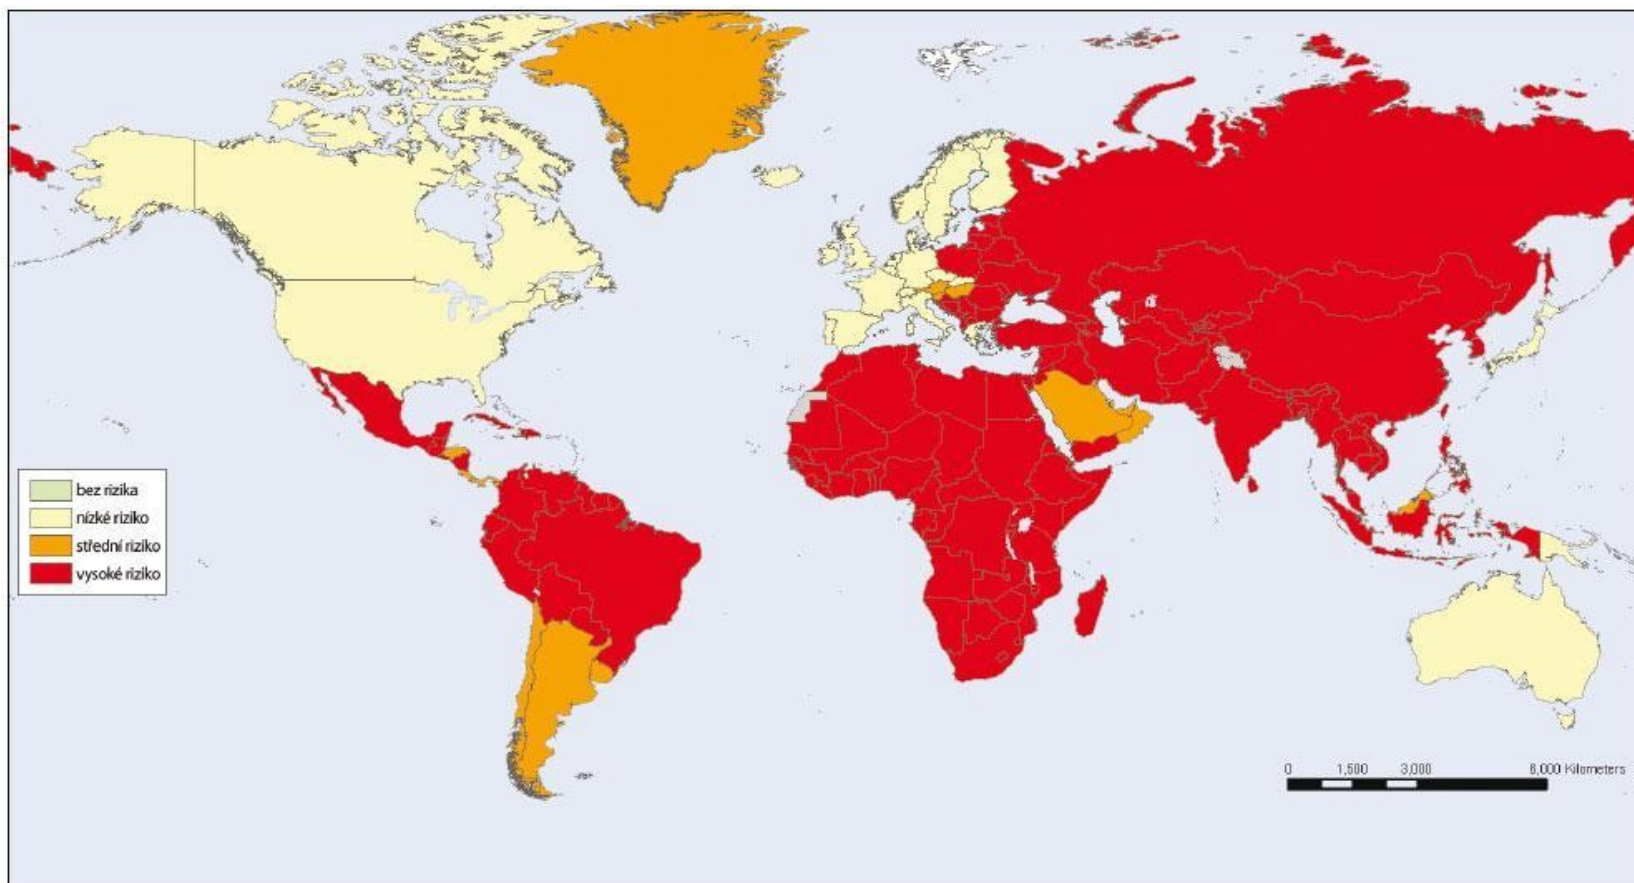 bez rizika
nízké riziko
střední riziko
vysoké riziko
0 1,500 3,000 6,000 Kilometers